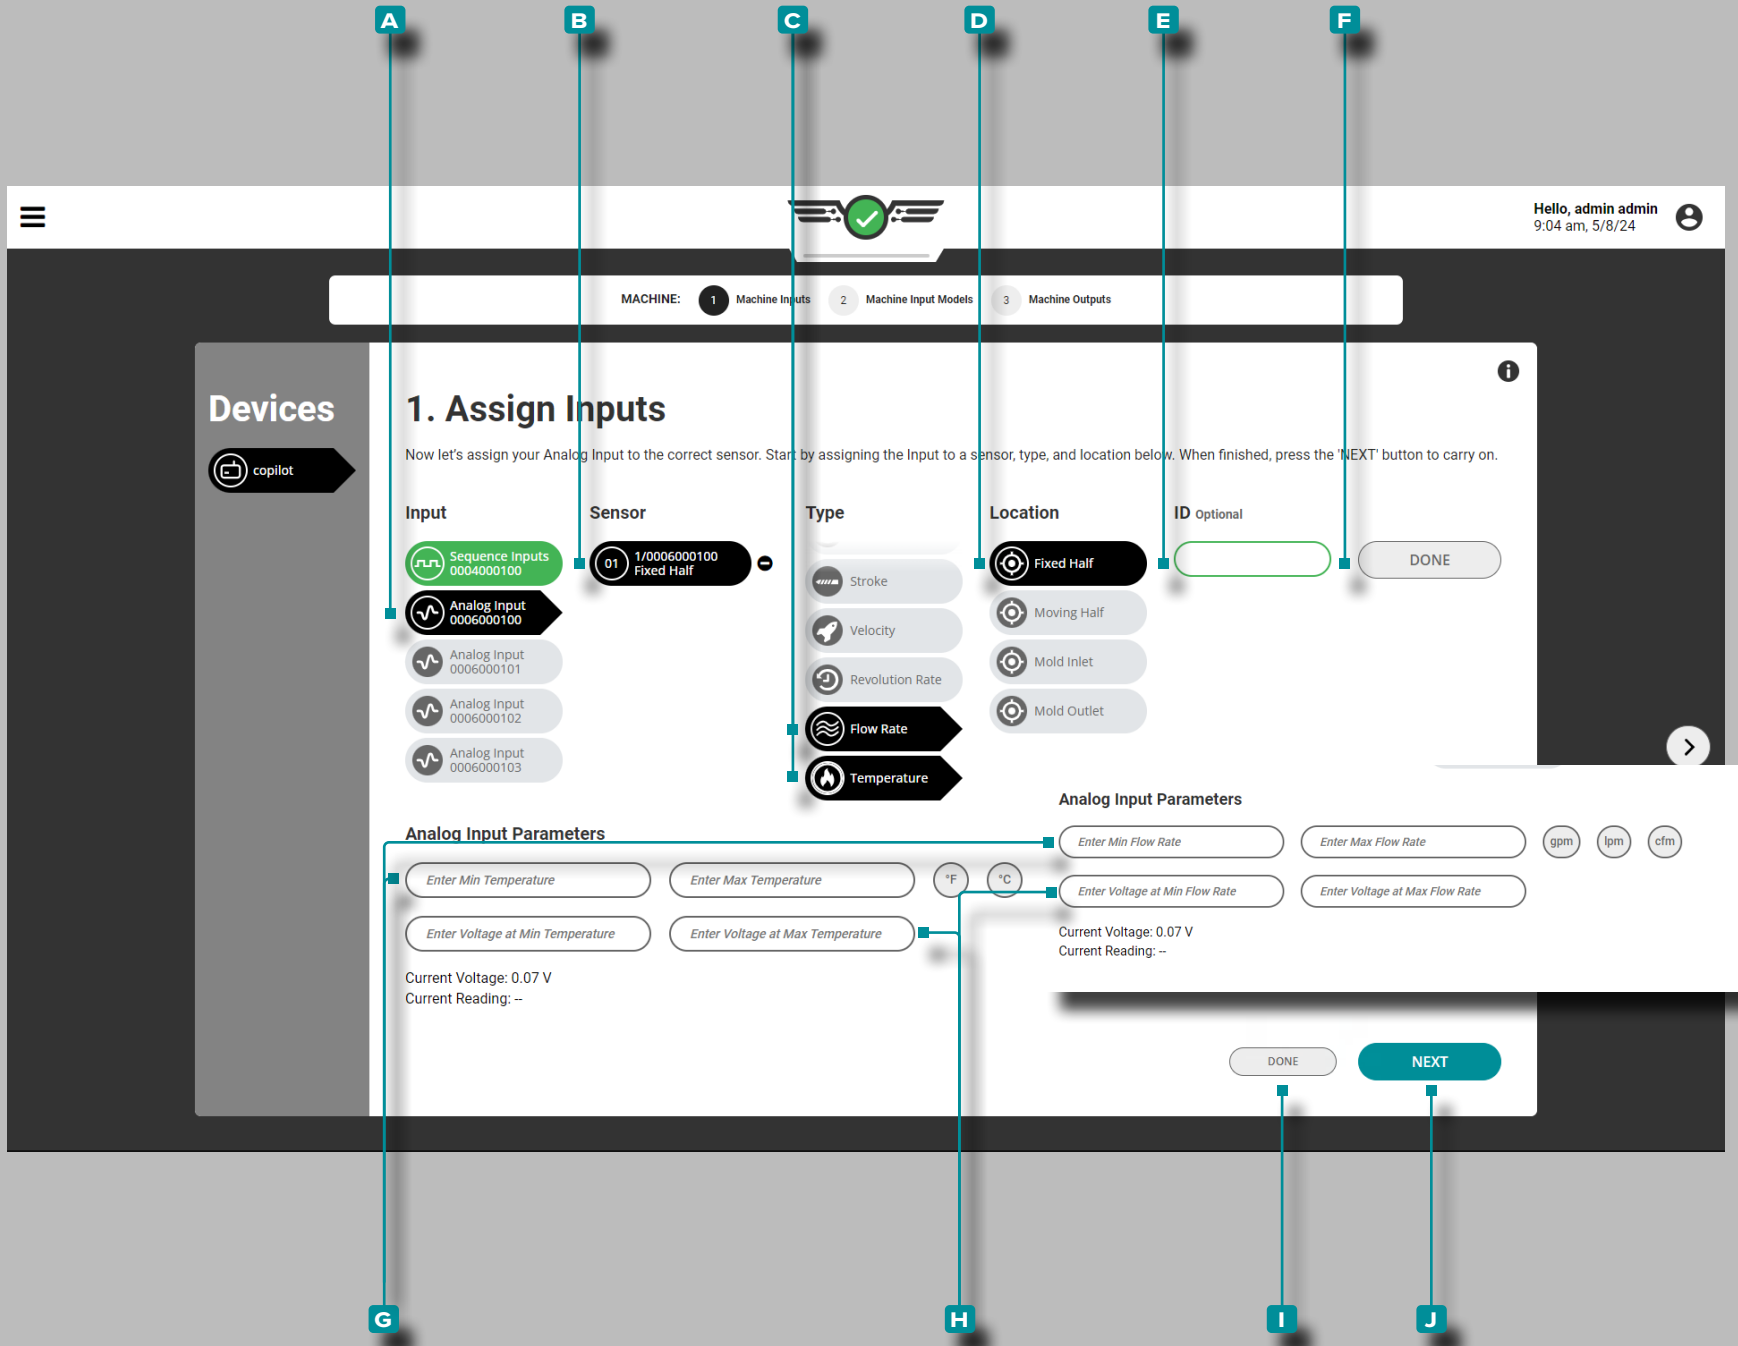 A
B
C
D
E
F
Hello, admin admin
9:04 am, 5/8/24
MACHINE: 1 Machine Inputs 2 Machine Input Models 3 Machine Outputs
Devices
copilot
1. Assign Inputs
Now let's assign your Analog Input to the correct sensor. Start by assigning the Input to a sensor, type, and location below. When finished, press the 'NEXT' button to carry on.
Input
Sequence Inputs
0004000100
Analog Input
0006000100
Analog Input
0006000101
Analog Input
0006000102
Analog Input
0006000103
Sensor
01
1/0006000100
Fixed Half
Type
Stroke
Velocity
Revolution Rate
Flow Rate
Temperature
Location
Fixed Half
Moving Half
Mold Inlet
Mold Outlet
ID Optional
DONE
Analog Input Parameters
Enter Min Temperature
Enter Max Temperature
°F
°C
Enter Voltage at Min Temperature
Enter Voltage at Max Temperature
Current Voltage: 0.07 V
Current Reading: --
Analog Input Parameters
Enter Min Flow Rate
Enter Max Flow Rate
gpm
lpm
cfm
Enter Voltage at Min Flow Rate
Enter Voltage at Max Flow Rate
Current Voltage: 0.07 V
Current Reading: --
DONE
NEXT
G
H
I
J